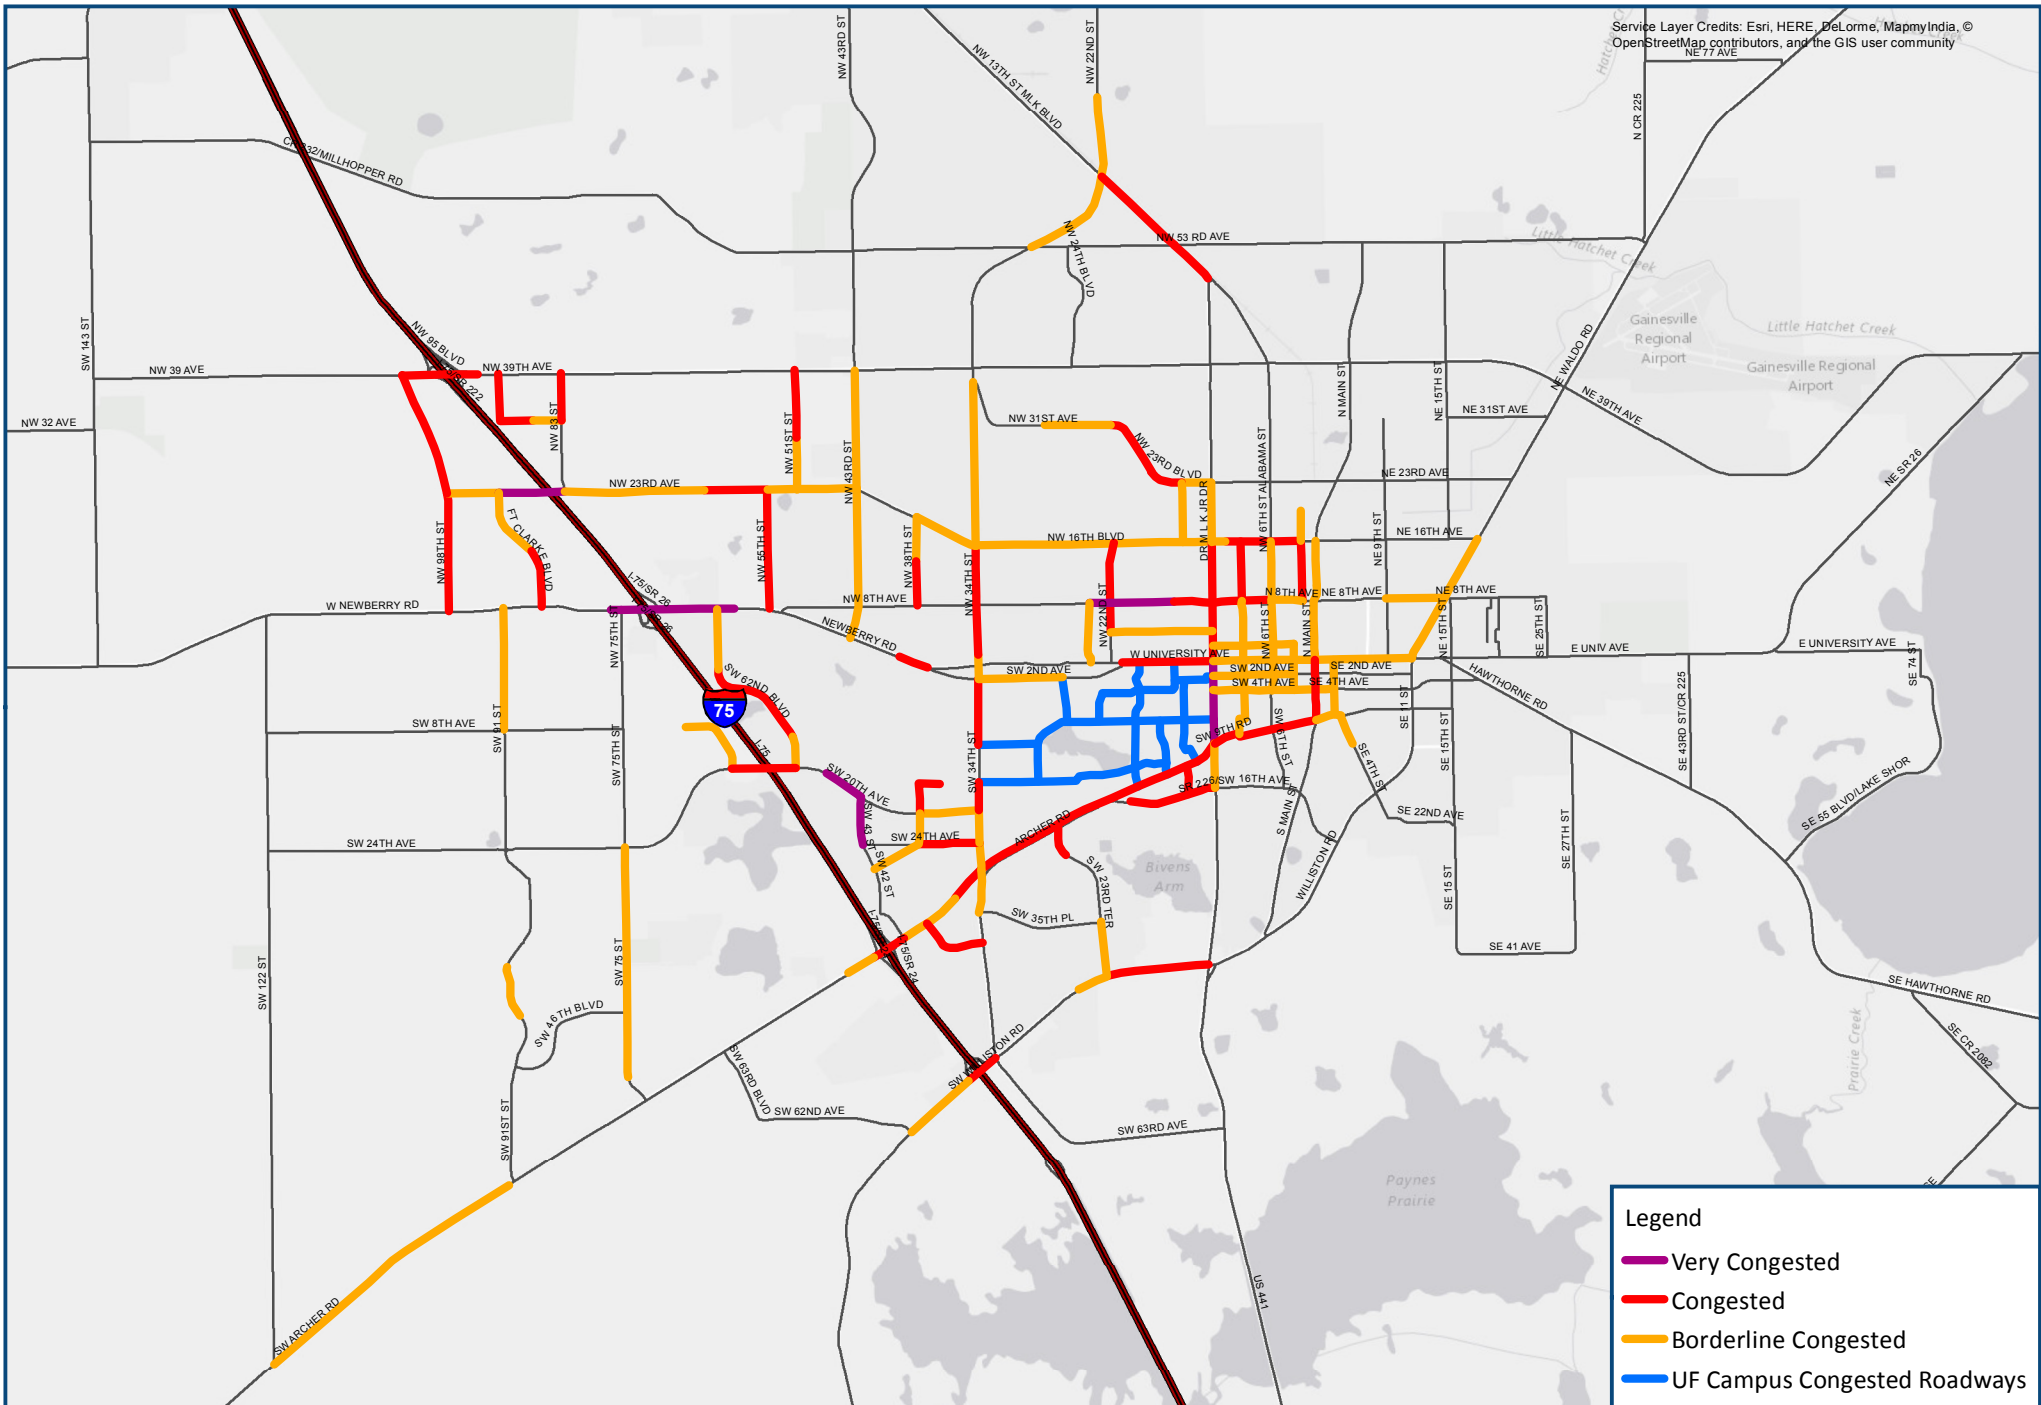 Service Layer Credits: Esri, HERE, DeLorme, MapmyIndia, ©
OpenStreetMap contributors, and the GIS user community
NE 77 AVE
NW 43RD ST
NW 13TH ST MLK BLVD
NW 22ND ST
N CR 225
MILLHOPPER RD
NW 53 RD AVE
NW 24TH BLVD
Little Hatchet Creek
Gainesville
Regional
Airport
Little Hatchet Creek
Gainesville Regional
Airport
SW 143 ST
NW 95 BLVD
NW 39 AVE
NW 39TH AVE
NW 32 AVE
NW 83 ST
NW 51ST ST
NW 43RD ST
NW 31ST AVE
NW 23RD BLVD
N MAIN ST
NE 15TH ST
NE 31ST AVE
NE WALDO RD
NE 39TH AVE
NE SR 26
NW 23RD AVE
NE 23RD AVE
FT CLARKE BLVD
NW 98TH ST
NW 55TH ST
NW 38TH ST
NW 34TH ST
NW 16TH BLVD
DR M L K JR DR
NW 6TH ST ALABAMA ST
NE 9TH ST
NE 16TH AVE
I-75/SR 26
W NEWBERRY RD
NW 75TH ST
NW 8TH AVE
NW 22ND ST
N 8TH AVE
NE 8TH AVE
NE 8TH AVE
NEWBERRY RD
NW 6TH ST
N MAIN ST
NE 15TH ST
SE 25TH ST
W UNIVERSITY AVE
E UNIV AVE
E UNIVERSITY AVE
SW 2ND AVE
SW 2ND AVE
SE 2ND AVE
SW 4TH AVE
SE 4TH AVE
HAWTHORNE RD
SE 43RD ST/CR 225
SE 74 ST
SW 62ND BLVD
75
I-75
SW 8TH AVE
SW 91 ST
SW 75TH ST
SW 34TH ST
SW 9TH RD
SW 6TH ST
SE 11 ST
SE 15TH ST
SE 4TH ST
SW 20TH AVE
SR 226/SW 16TH AVE
SW 43 ST
SW 24TH AVE
SW 24TH AVE
ARCHER RD
S MAIN ST
WILLISTON RD
SE 22ND AVE
SE 27TH ST
SE 55 BLVD/LAKE SHOR
SW 42 ST
Bivens
Arm
SW 23RD TER
SW 35TH PL
SE 15 ST
SE 41 AVE
SW 122 ST
SW 75 ST
SW 46TH BLVD
SE HAWTHORNE RD
SE CR 2082
Prairie Creek
SW 63RD BLVD
SW 62ND AVE
SW 63RD AVE
SW 91ST ST
Paynes
Prairie
SE
US 441
SW ARCHER RD
Legend
Very Congested
Congested
Borderline Congested
UF Campus Congested Roadways